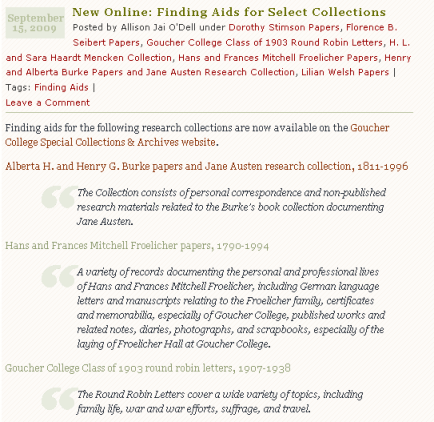 September
15, 2009
New Online: Finding Aids for Select Collections
Posted by Allison Jai O'Dell under Dorothy Stimson Papers, Florence B.
Seibert Papers, Goucher College Class of 1903 Round Robin Letters, H. L.
and Sara Haardt Mencken Collection, Hans and Frances Mitchell Froelicher Papers, Henry
and Alberta Burke Papers and Jane Austen Research Collection, Lilian Welsh Papers |
Tags: Finding Aids |
Leave a Comment
Finding aids for the following research collections are now available on the Goucher
College Special Collections & Archives website.
Alberta H. and Henry G. Burke papers and Jane Austen research collection, 1811-1996
The Collection consists of personal correspondence and non-published
research materials related to the Burke's book collection documenting
Jane Austen.
Hans and Frances Mitchell Froelicher papers, 1790-1994
A variety of records documenting the personal and professional lives
of Hans and Frances Mitchell Froelicher, including German language
letters and manuscripts relating to the Froelicher family, certificates
and memorabilia, especially of Goucher College, published works and
related notes, diaries, photographs, and scrapbooks, especially of the
laying of Froelicher Hall at Goucher College.
Goucher College Class of 1903 round robin letters, 1907-1938
The Round Robin Letters cover a wide variety of topics, including
family life, war and war efforts, suffrage, and travel.